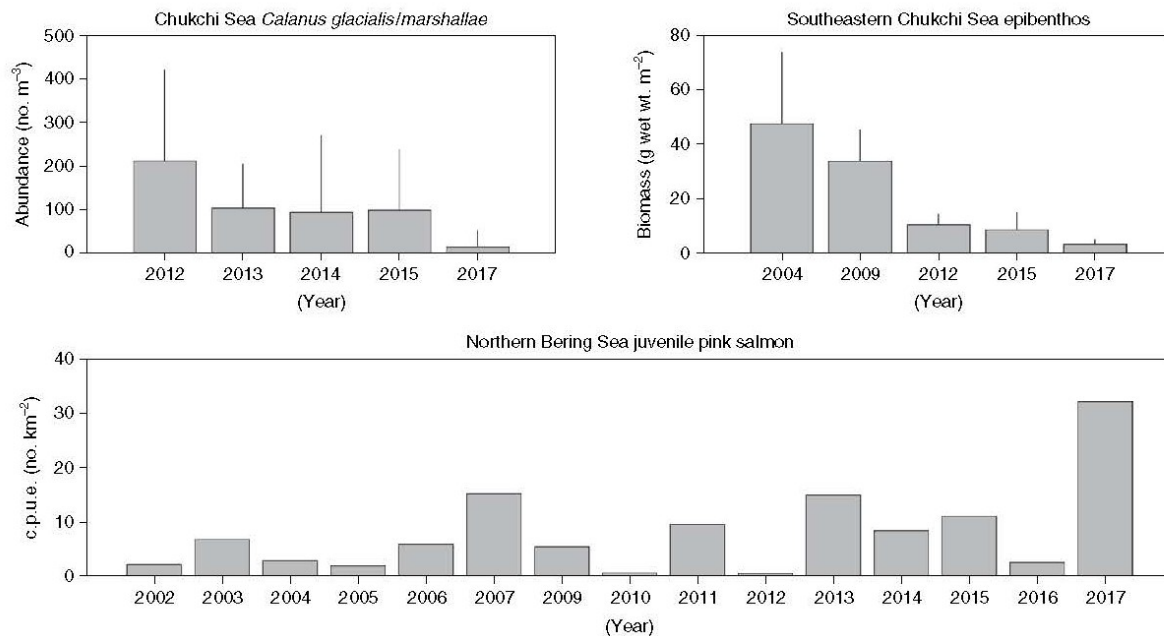 Chukchi Sea Calanus glacialis/marshallae
Abundance (no. m⁻³)
500
400
300
200
100
0
2012 2013 2014 2015 2017
(Year)
Southeastern Chukchi Sea epibenthos
Biomass (g wet wt. m⁻²)
80
60
40
20
0
2004 2009 2012 2015 2017
(Year)
Northern Bering Sea juvenile pink salmon
c.p.u.e. (no. km⁻²)
40
30
20
10
0
2002 2003 2004 2005 2006 2007 2009 2010 2011 2012 2013 2014 2015 2016 2017
(Year)